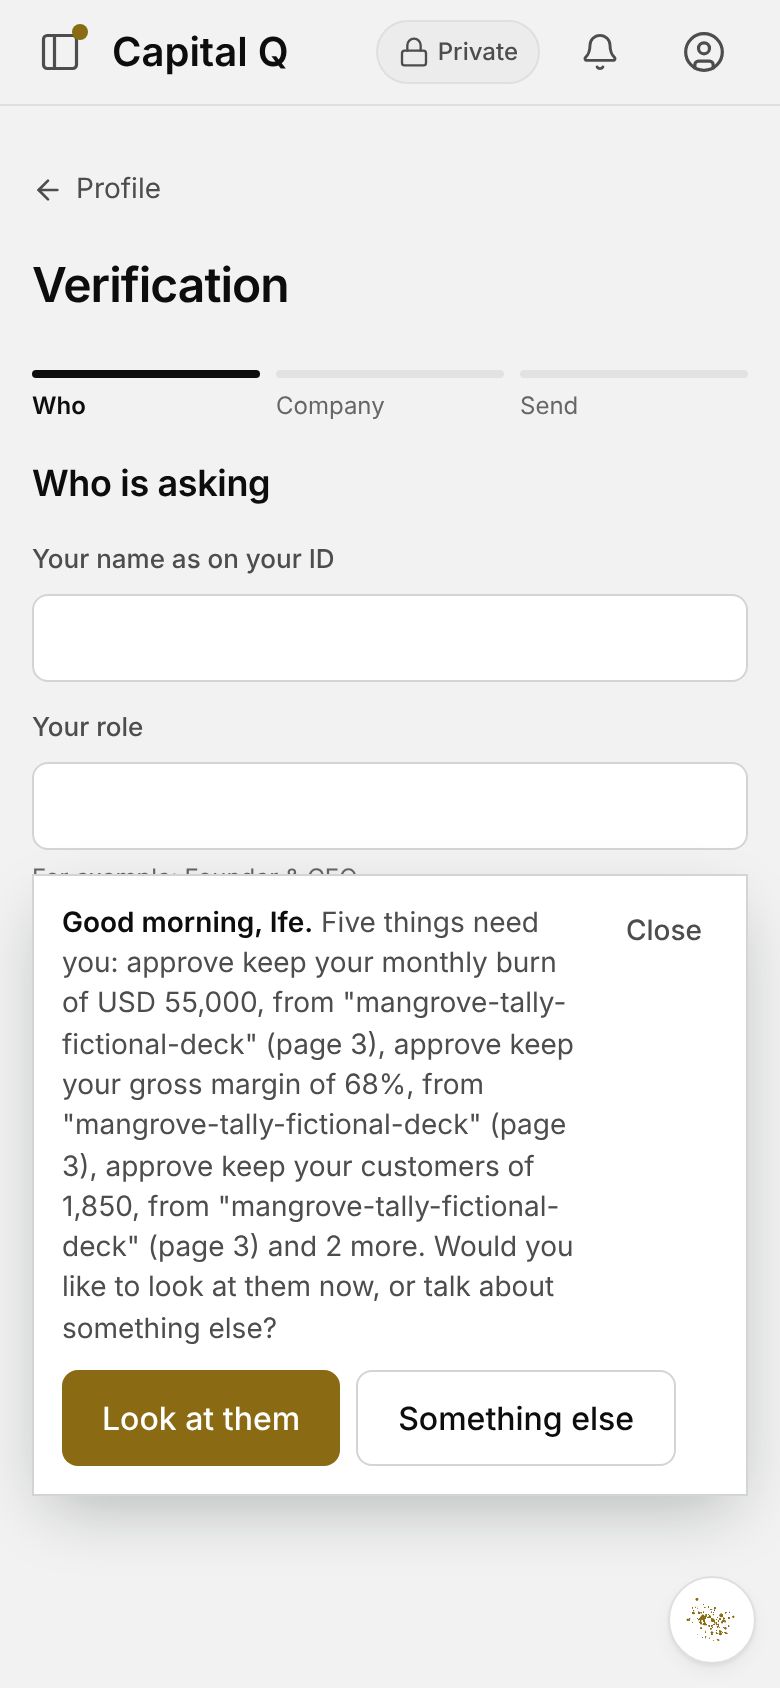 Capital Q
Private
Profile
Verification
Who
Company
Send
Who is asking
Your name as on your ID
Your role
For example: Founder & CEO
Good morning, Ife. Five things need
you: approve keep your monthly burn
of USD 55,000, from "mangrove-tally-
fictional-deck" (page 3), approve keep
your gross margin of 68%, from
"mangrove-tally-fictional-deck" (page
3), approve keep your customers of
1,850, from "mangrove-tally-fictional-
deck" (page 3) and 2 more. Would you
like to look at them now, or talk about
something else?
Close
Look at them
Something else